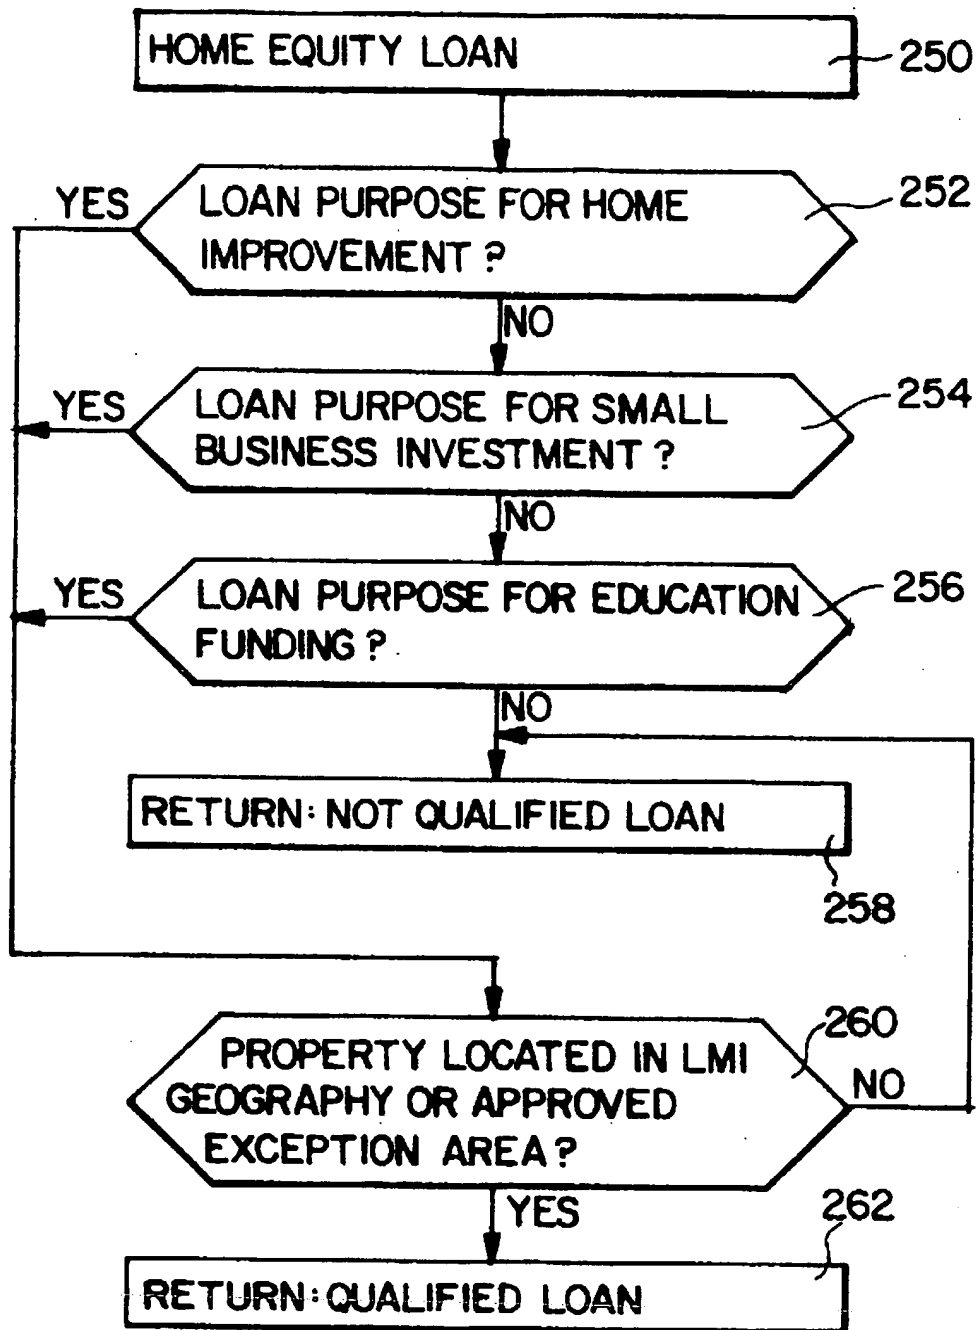 HOME EQUITY LOAN
250
YES
LOAN PURPOSE FOR HOME
IMPROVEMENT ?
252
NO
YES
LOAN PURPOSE FOR SMALL
BUSINESS INVESTMENT ?
254
NO
YES
LOAN PURPOSE FOR EDUCATION
FUNDING ?
256
NO
RETURN: NOT QUALIFIED LOAN
258
PROPERTY LOCATED IN LMI
GEOGRAPHY OR APPROVED
EXCEPTION AREA ?
260
NO
YES
262
RETURN: QUALIFIED LOAN